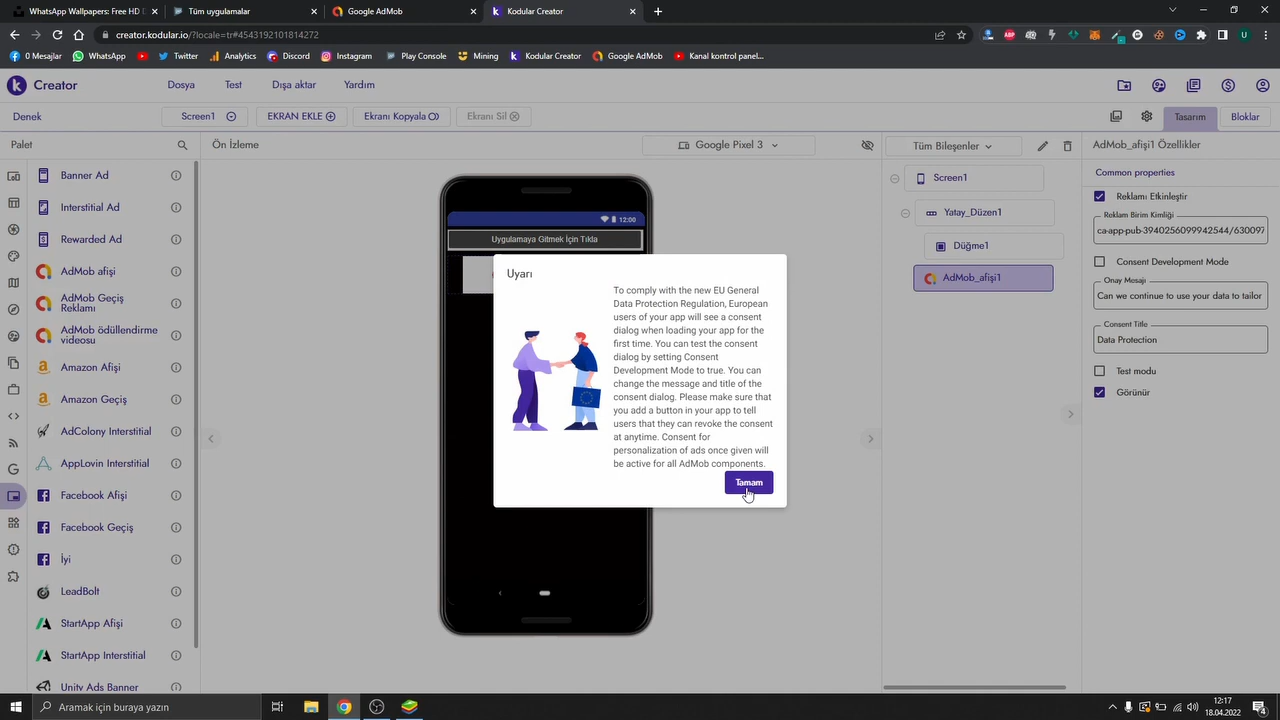 WhatsApp Wallpapers: Free HD
Tüm uygulamalar
Google AdMob
Kodular Creator
creator.kodular.io/?locale=tr#4543192101814272
0 Mesajlar
WhatsApp
Twitter
Analytics
Discord
Instagram
Play Console
Mining
Kodular Creator
Google AdMob
Kanal kontrol panel...
Creator
Dosya
Test
Dışa aktar
Yardım
Denek
Screen1
EKRAN EKLE
Ekranı Kopyala
Ekranı Sil
Tasarım
Bloklar
Palet
Ön İzleme
Google Pixel 3
Tüm Bileşenler
AdMob_afişi1 Özellikler
Banner Ad
Interstitial Ad
Rewarded Ad
AdMob afişi
AdMob Geçiş
Reklamı
AdMob ödüllendirme
videosu
Amazon Afişi
Amazon Geçiş
AdColony Interstitial
AppLovin Interstitial
Facebook Afişi
Facebook Geçiş
İyi
LeadBolt
StartApp Afişi
StartApp Interstitial
Unity Ads Banner
12:00
Uygulamaya Gitmek İçin Tıkla
Uyarı
To comply with the new EU General
Data Protection Regulation, European
users of your app will see a consent
dialog when loading your app for the
first time. You can test the consent
dialog by setting Consent
Development Mode to true. You can
change the message and title of the
consent dialog. Please make sure that
you add a button in your app to tell
users that they can revoke the consent
at anytime. Consent for
personalization of ads once given will
be active for all AdMob components.
Tamam
Screen1
Yatay_Düzen1
Düğme1
AdMob_afişi1
Common properties
Reklamı Etkinleştir
Reklam Birim Kimliği
ca-app-pub-3940256099942544/630097
Consent Development Mode
Onay Mesajı
Can we continue to use your data to tailor
Consent Title
Data Protection
Test modu
Görünür
Aramak için buraya yazın
12:17
18.04.2022